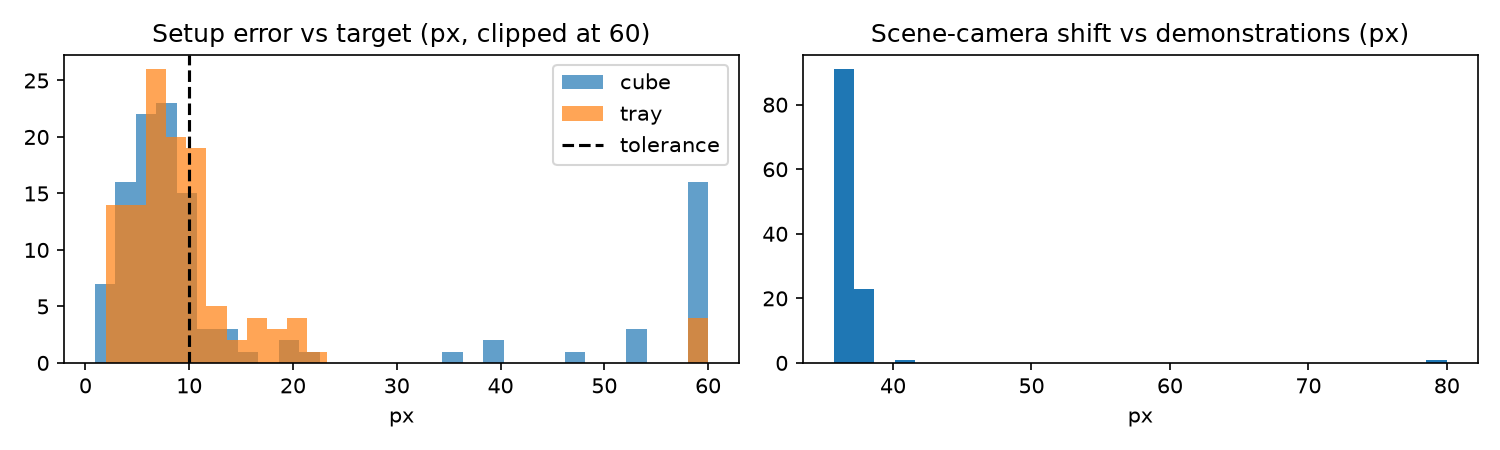 Setup error vs target (px, clipped at 60)
25
20
15
10
5
0
0 10 20 30 40 50 60
px
cube
tray
tolerance
Scene-camera shift vs demonstrations (px)
80
60
40
20
0
40 50 60 70 80
px